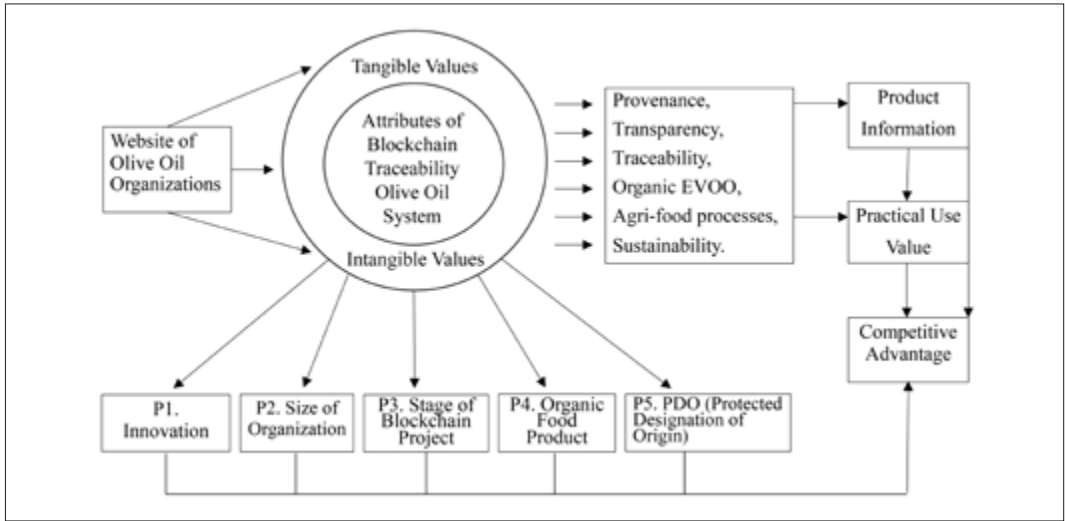 Tangible Values
Website of
Olive Oil
Organizations
Attributes of
Blockchain
Traceability
Olive Oil
System
Intangible Values
Provenance,
Transparency,
Traceability,
Organic EVOO,
Agri-food processes,
Sustainability.
Product
Information
Practical Use
Value
Competitive
Advantage
P1.
Innovation
P2. Size of
Organization
P3. Stage of
Blockchain
Project
P4. Organic
Food
Product
P5. PDO (Protected
Designation of
Origin)